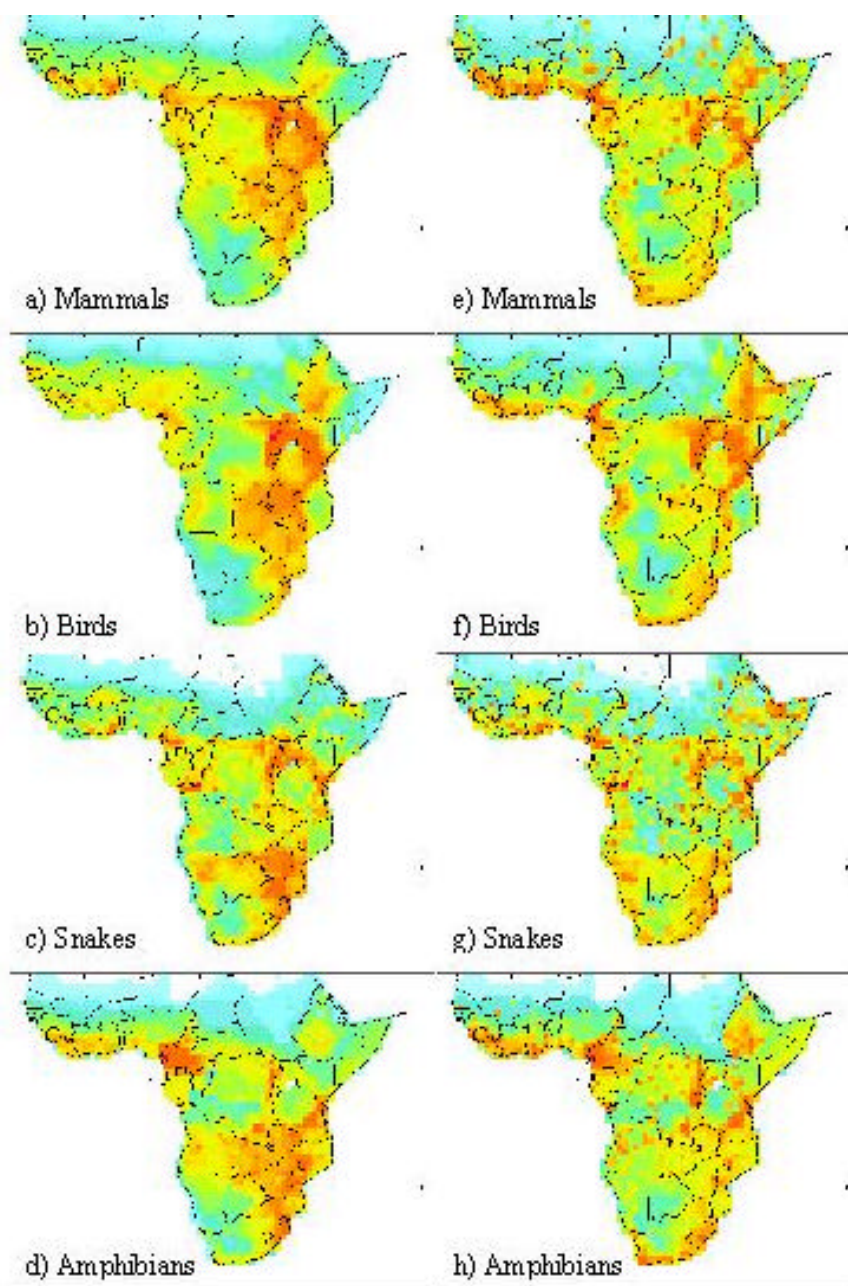 a) Mammals
e) Mammals
b) Birds
f) Birds
c) Snakes
g) Snakes
d) Amphibians
h) Amphibians